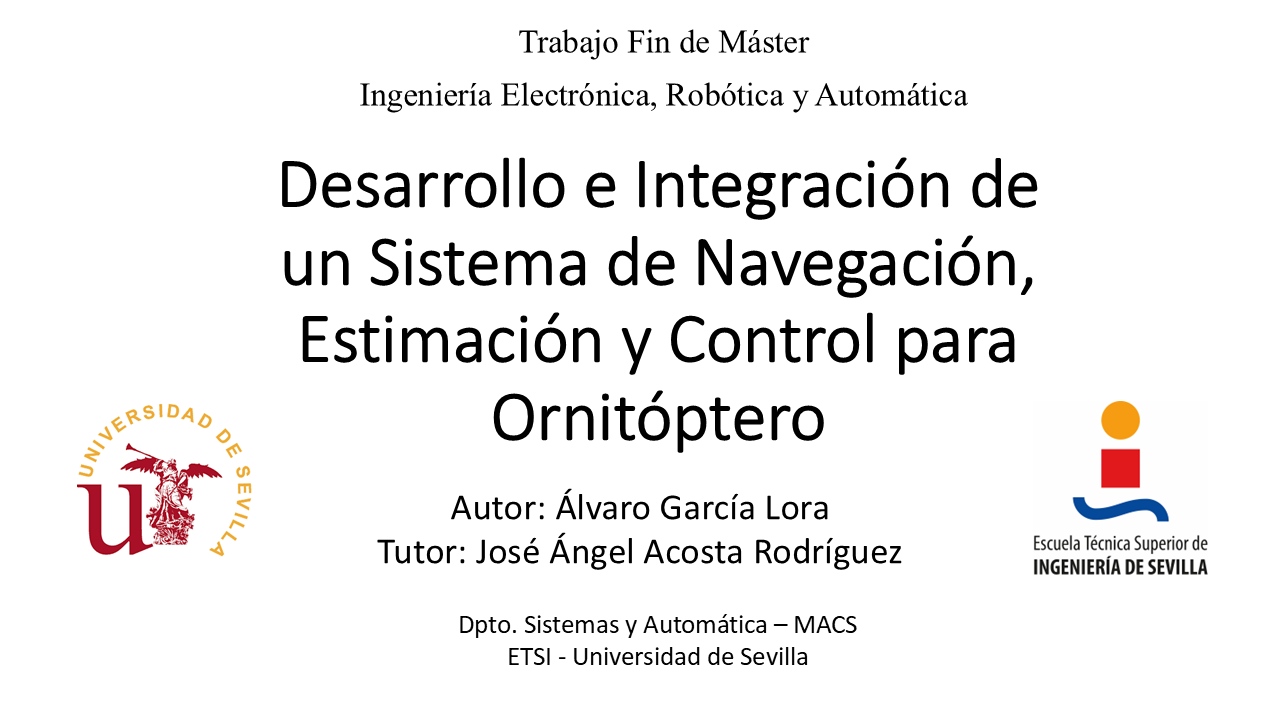 Trabajo Fin de Máster
Ingeniería Electrónica, Robótica y Automática
Desarrollo e Integración de
un Sistema de Navegación,
Estimación y Control para
Ornitóptero
UNIVERSIDAD DE SEVILLA
Autor: Álvaro García Lora
Tutor: José Ángel Acosta Rodríguez
Escuela Técnica Superior de
INGENIERÍA DE SEVILLA
Dpto. Sistemas y Automática – MACS
ETSI - Universidad de Sevilla